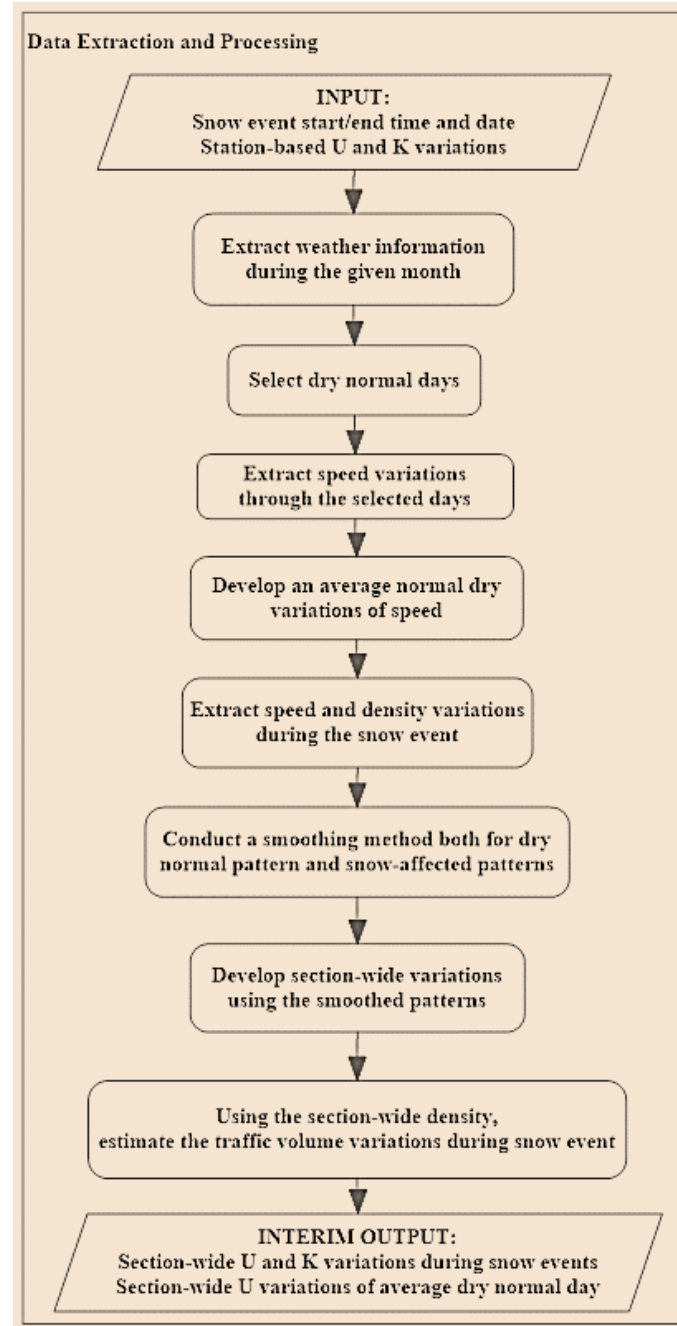 Data Extraction and Processing
INPUT:
Snow event start/end time and date
Station-based U and K variations
Extract weather information
during the given month
Select dry normal days
Extract speed variations
through the selected days
Develop an average normal dry
variations of speed
Extract speed and density variations
during the snow event
Conduct a smoothing method both for dry
normal pattern and snow-affected patterns
Develop section-wide variations
using the smoothed patterns
Using the section-wide density,
estimate the traffic volume variations during snow event
INTERIM OUTPUT:
Section-wide U and K variations during snow events
Section-wide U variations of average dry normal day